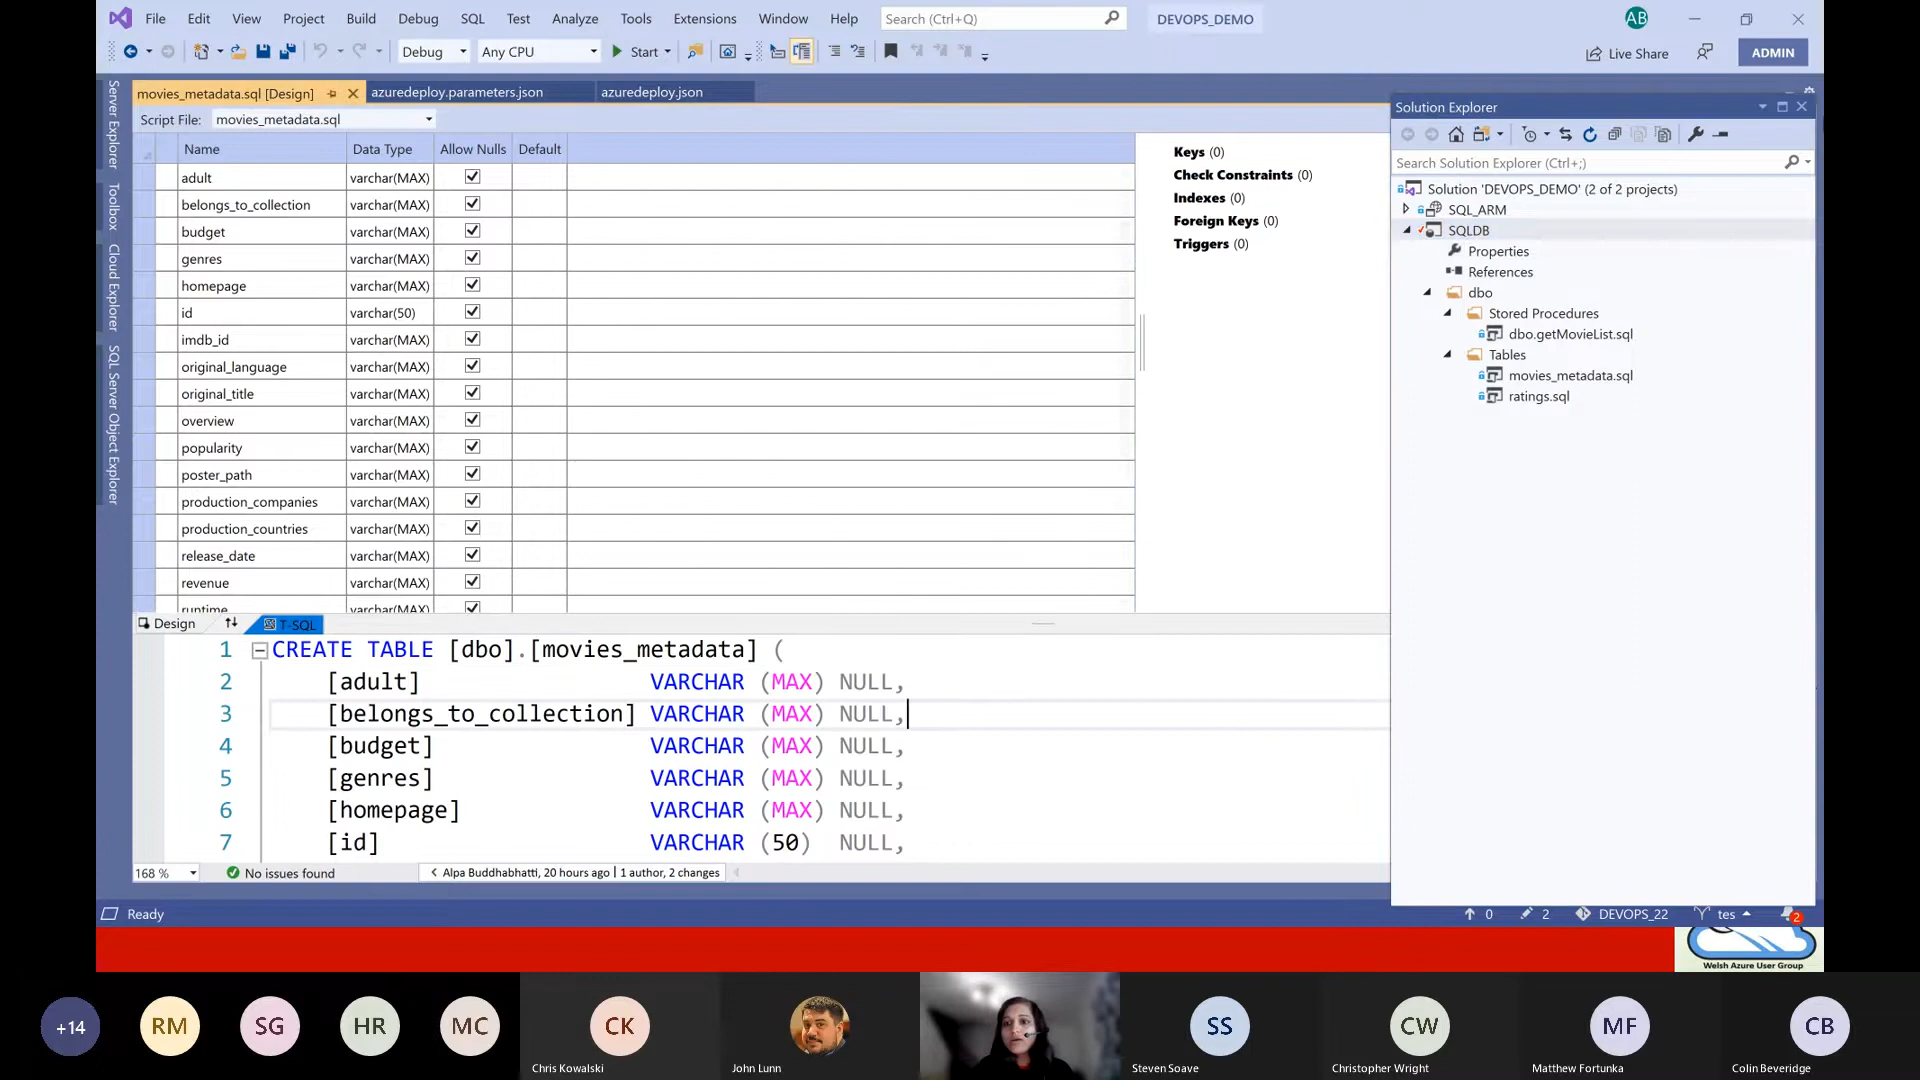 File Edit View Project Build Debug SQL Test Analyze Tools Extensions Window Help Search (Ctrl+Q) DEVOPS_DEMO AB
Debug Any CPU Start Live Share ADMIN
Server Explorer
Toolbox
Cloud Explorer
SQL Server Object Explorer
movies_metadata.sql [Design] azuredeploy.parameters.json azuredeploy.json
Script File: movies_metadata.sql
Name Data Type Allow Nulls Default
adult varchar(MAX)
belongs_to_collection varchar(MAX)
budget varchar(MAX)
genres varchar(MAX)
homepage varchar(MAX)
id varchar(50)
imdb_id varchar(MAX)
original_language varchar(MAX)
original_title varchar(MAX)
overview varchar(MAX)
popularity varchar(MAX)
poster_path varchar(MAX)
production_companies varchar(MAX)
production_countries varchar(MAX)
release_date varchar(MAX)
revenue varchar(MAX)
runtime varchar(MAX)
Keys (0)
Check Constraints (0)
Indexes (0)
Foreign Keys (0)
Triggers (0)
Design T-SQL
1 CREATE TABLE [dbo].[movies_metadata] (
2 [adult] VARCHAR (MAX) NULL,
3 [belongs_to_collection] VARCHAR (MAX) NULL,
4 [budget] VARCHAR (MAX) NULL,
5 [genres] VARCHAR (MAX) NULL,
6 [homepage] VARCHAR (MAX) NULL,
7 [id] VARCHAR (50) NULL,
168 % No issues found Alpa Buddhabhatti, 20 hours ago | 1 author, 2 changes
Solution Explorer
Search Solution Explorer (Ctrl+;)
Solution 'DEVOPS_DEMO' (2 of 2 projects)
SQL_ARM
SQLDB
Properties
References
dbo
Stored Procedures
dbo.getMovieList.sql
Tables
movies_metadata.sql
ratings.sql
Ready 0 2 DEVOPS_22 tes 2
Welsh Azure User Group
+14 RM SG HR MC CK SS CW MF CB
Chris Kowalski John Lunn Steven Soave Christopher Wright Matthew Fortunka Colin Beveridge